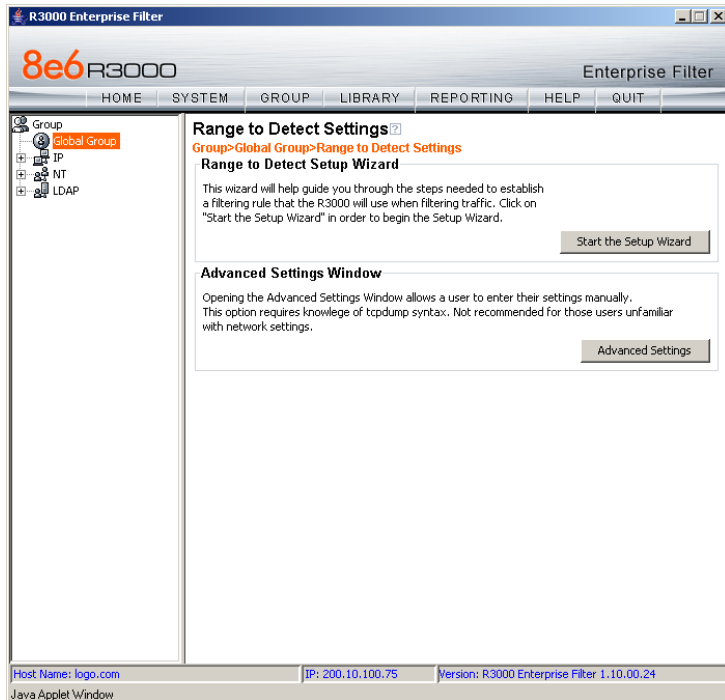 R3000 Enterprise Filter
8e6 R3000
Enterprise Filter
HOME SYSTEM GROUP LIBRARY REPORTING HELP QUIT
Group
Global Group
IP
NT
LDAP
Range to Detect Settings?
Group>Global Group>Range to Detect Settings
Range to Detect Setup Wizard
This wizard will help guide you through the steps needed to establish
a filtering rule that the R3000 will use when filtering traffic. Click on
"Start the Setup Wizard" in order to begin the Setup Wizard.
Start the Setup Wizard
Advanced Settings Window
Opening the Advanced Settings Window allows a user to enter their settings manually.
This option requires knowlege of tcpdump syntax. Not recommended for those users unfamiliar
with network settings.
Advanced Settings
Host Name: logo.com IP: 200.10.100.75 Version: R3000 Enterprise Filter 1.10.00.24
Java Applet Window